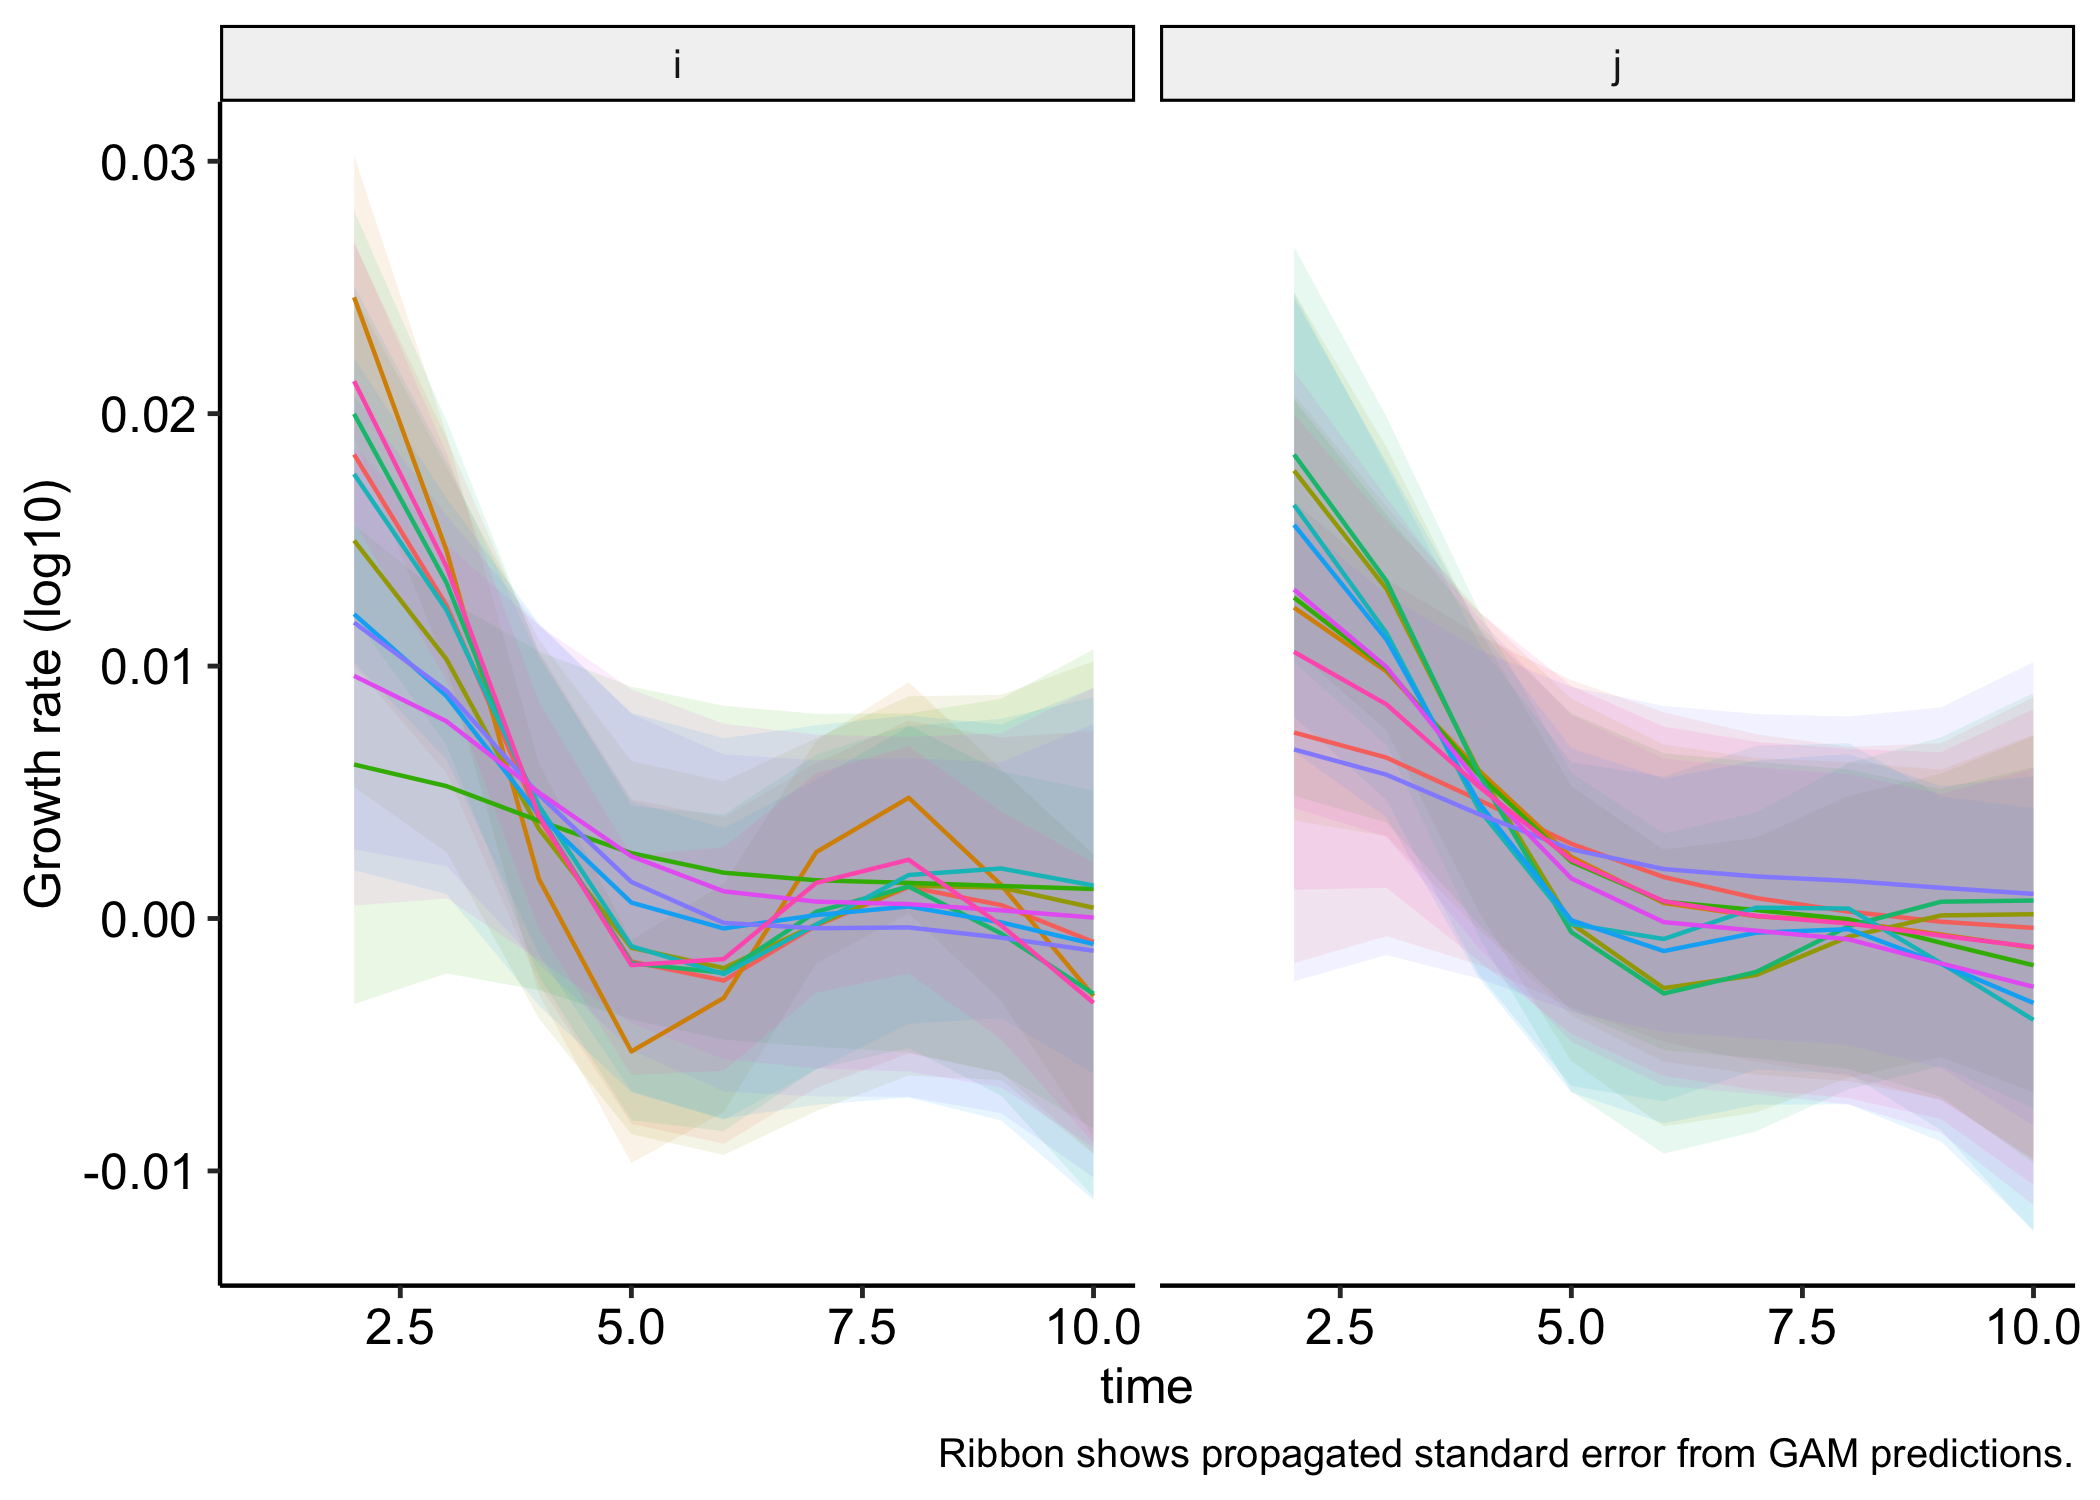 i
j
Growth rate (log10)
0.03
0.02
0.01
0.00
-0.01
2.5 5.0 7.5 10.0
2.5 5.0 7.5 10.0
time
Ribbon shows propagated standard error from GAM predictions.